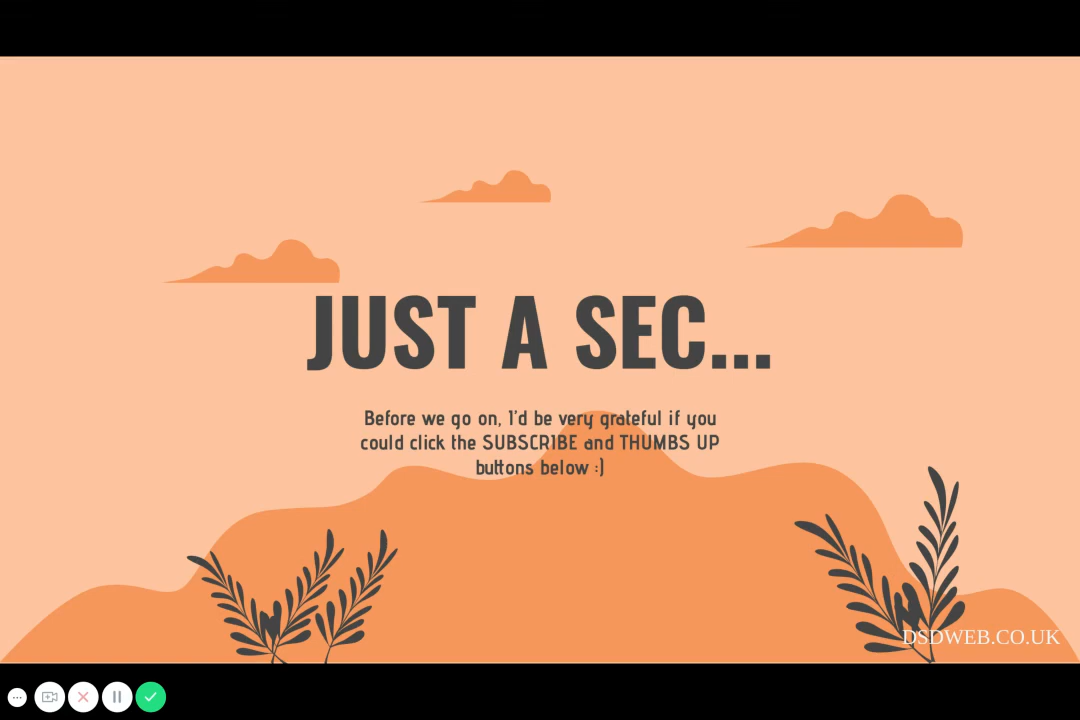 JUST A SEC...
Before we go on, I'd be very grateful if you
could click the SUBSCRIBE and THUMBS UP
buttons below :)
DSDWEB.CO.UK